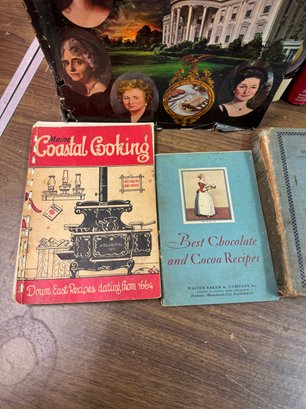 Maine
Coastal Cooking
Down East Recipes dating from 1664
Best Chocolate
and Cocoa Recipes
WALTER BAKER & COMPANY, Inc.